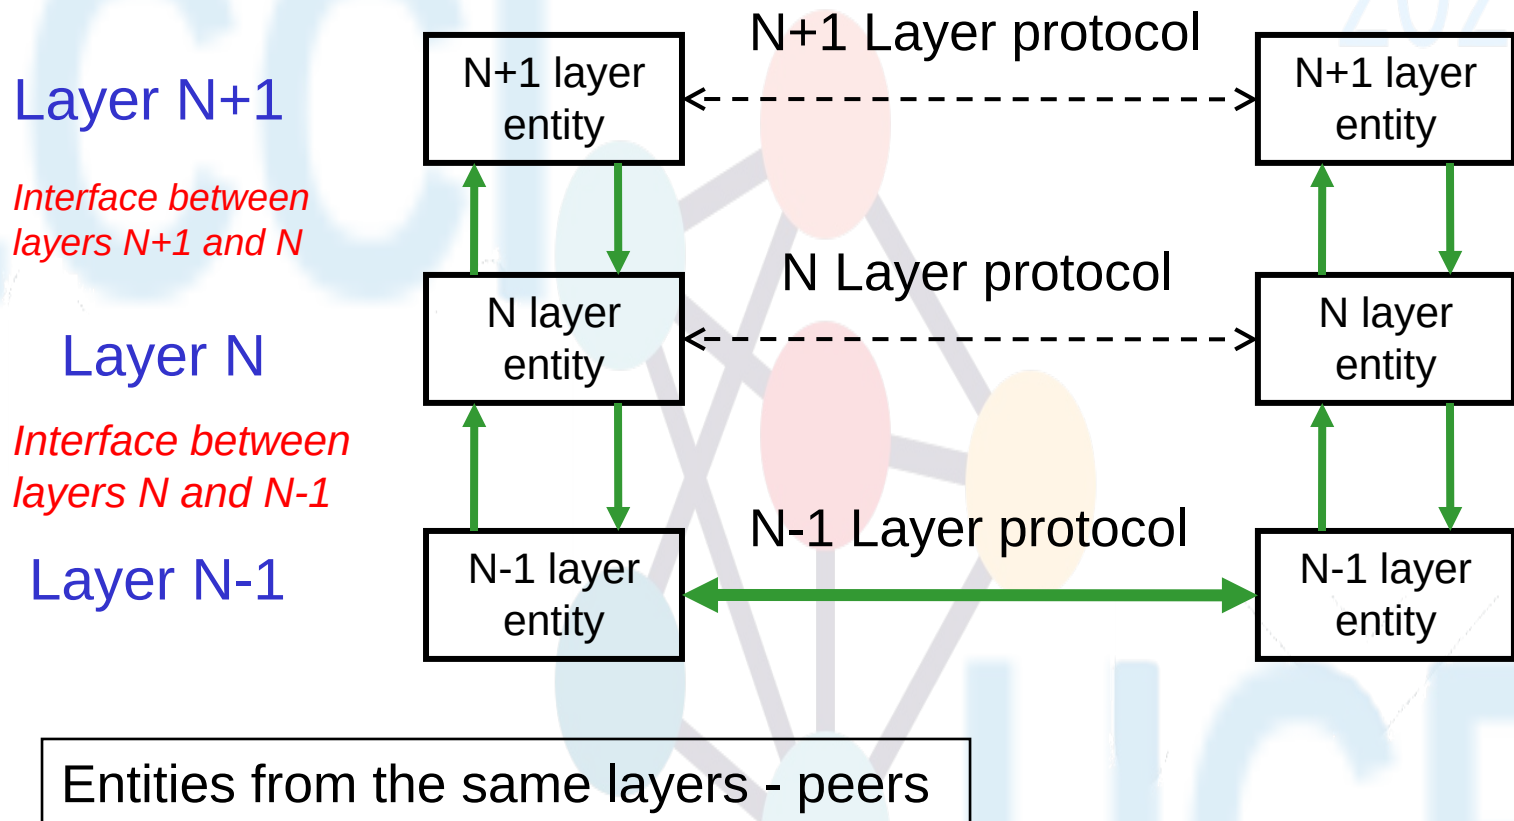 N+1 Layer protocol
Layer N+1
N+1 layer
entity
N+1 layer
entity
Interface between
layers N+1 and N
N Layer protocol
Layer N
N layer
entity
N layer
entity
Interface between
layers N and N-1
N-1 Layer protocol
Layer N-1
N-1 layer
entity
N-1 layer
entity
Entities from the same layers - peers